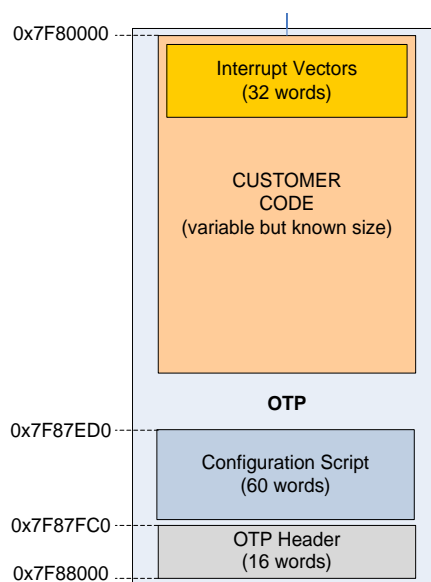 0x7F80000
Interrupt Vectors
(32 words)
CUSTOMER
CODE
(variable but known size)
OTP
0x7F87ED0
Configuration Script
(60 words)
0x7F87FC0
OTP Header
(16 words)
0x7F88000